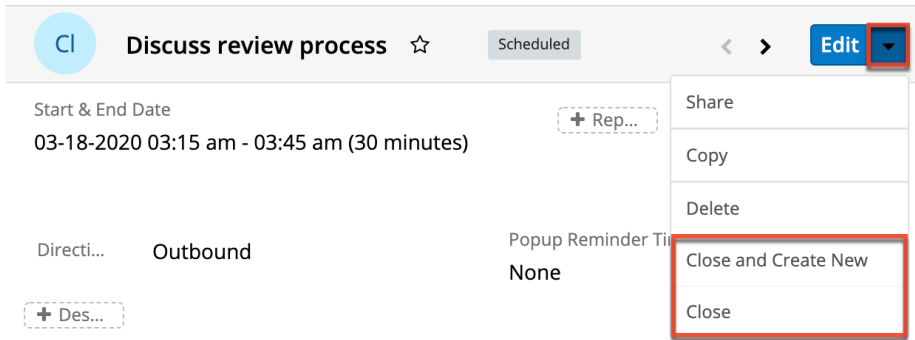 Cl
Discuss review process
Scheduled
Edit
Share
Copy
Delete
Close and Create New
Close
Start & End Date
03-18-2020 03:15 am - 03:45 am (30 minutes)
+ Rep...
Directi...
Outbound
Popup Reminder Ti
None
+ Des...